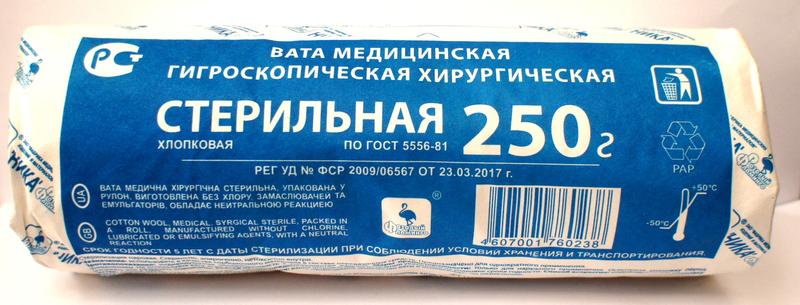 ВАТА МЕДИЦИНСКАЯ
ГИГРОСКОПИЧЕСКАЯ ХИРУРГИЧЕСКАЯ
СТЕРИЛЬНАЯ 250 г
ХЛОПКОВАЯ ПО ГОСТ 5556-81
РЕГ УД № ФСР 2009/06567 ОТ 23.03.2017 г.
PAP
UA
ВАТА МЕДИЧНА ХІРУРГІЧНА СТЕРИЛЬНА, УПАКОВАНА У
РУЛОН, ВИГОТОВЛЕНА БЕЗ ХЛОРУ, ЗАМАСЛЮВАЧЕЙ ТА
ЕМУЛЬГАТОРІВ, ОБЛАДАЄ НЕЙТРАЛЬНОЮ РЕАКЦІЄЮ
GB
COTTON WOOL, MEDICAL, SYRGICAL STERILE, PACKED IN
A ROLL, MANUFACTURED WITHOUT CHLORINE,
LUBRICATED OR EMULSIFYING AGENTS, WITH A NEUTRAL
REACTION
®
4607001760238
+50°C
-50°C
СРОК ГОДНОСТИ 5 ЛЕТ С ДАТЫ СТЕРИЛИЗАЦИИ ПРИ СОБЛЮДЕНИИ УСЛОВИЙ ХРАНЕНИЯ И ТРАНСПОРТИРОВАНИЯ.
НИКА